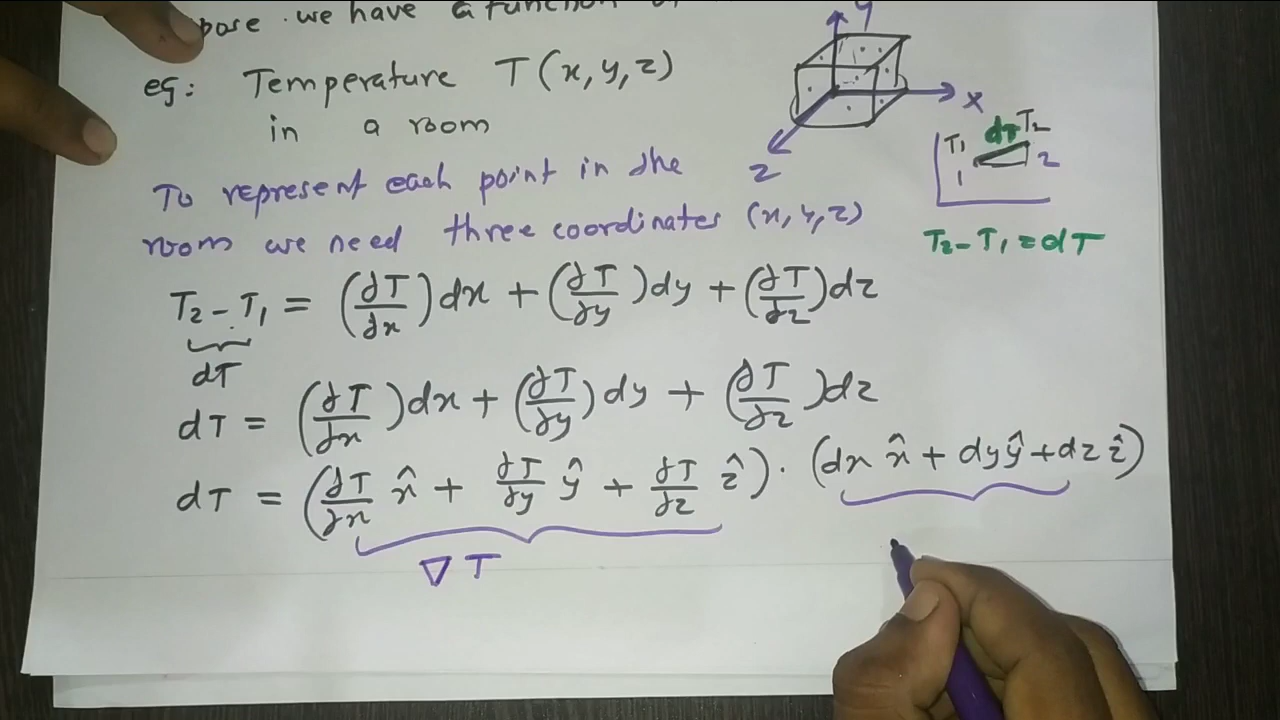 we have a function
eg: Temperature T(x,y,z)
in a room
To represent each point in the
room we need three coordinates (x,y,z)
y
x
z
T₁ dT T₂
1 2
T₂-T₁=dT
T₂-T₁ = (∂T/∂x)dx + (∂T/∂y)dy + (∂T/∂z)dz
dT
dT = (∂T/∂x)dx + (∂T/∂y)dy + (∂T/∂z)dz
dT = (∂T/∂x x̂ + ∂T/∂y ŷ + ∂T/∂z ẑ) · (dx x̂ + dy ŷ + dz ẑ)
∇T